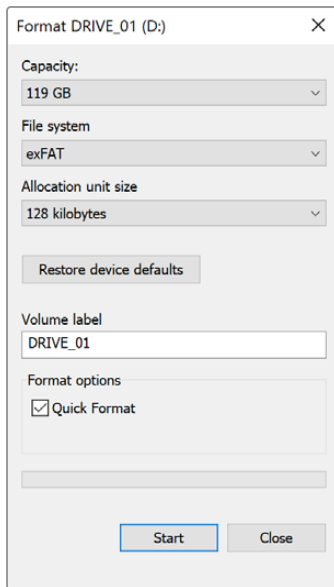 Format DRIVE_01 (D:)
Capacity:
119 GB
File system
exFAT
Allocation unit size
128 kilobytes
Restore device defaults
Volume label
DRIVE_01
Format options
Quick Format
Start Close